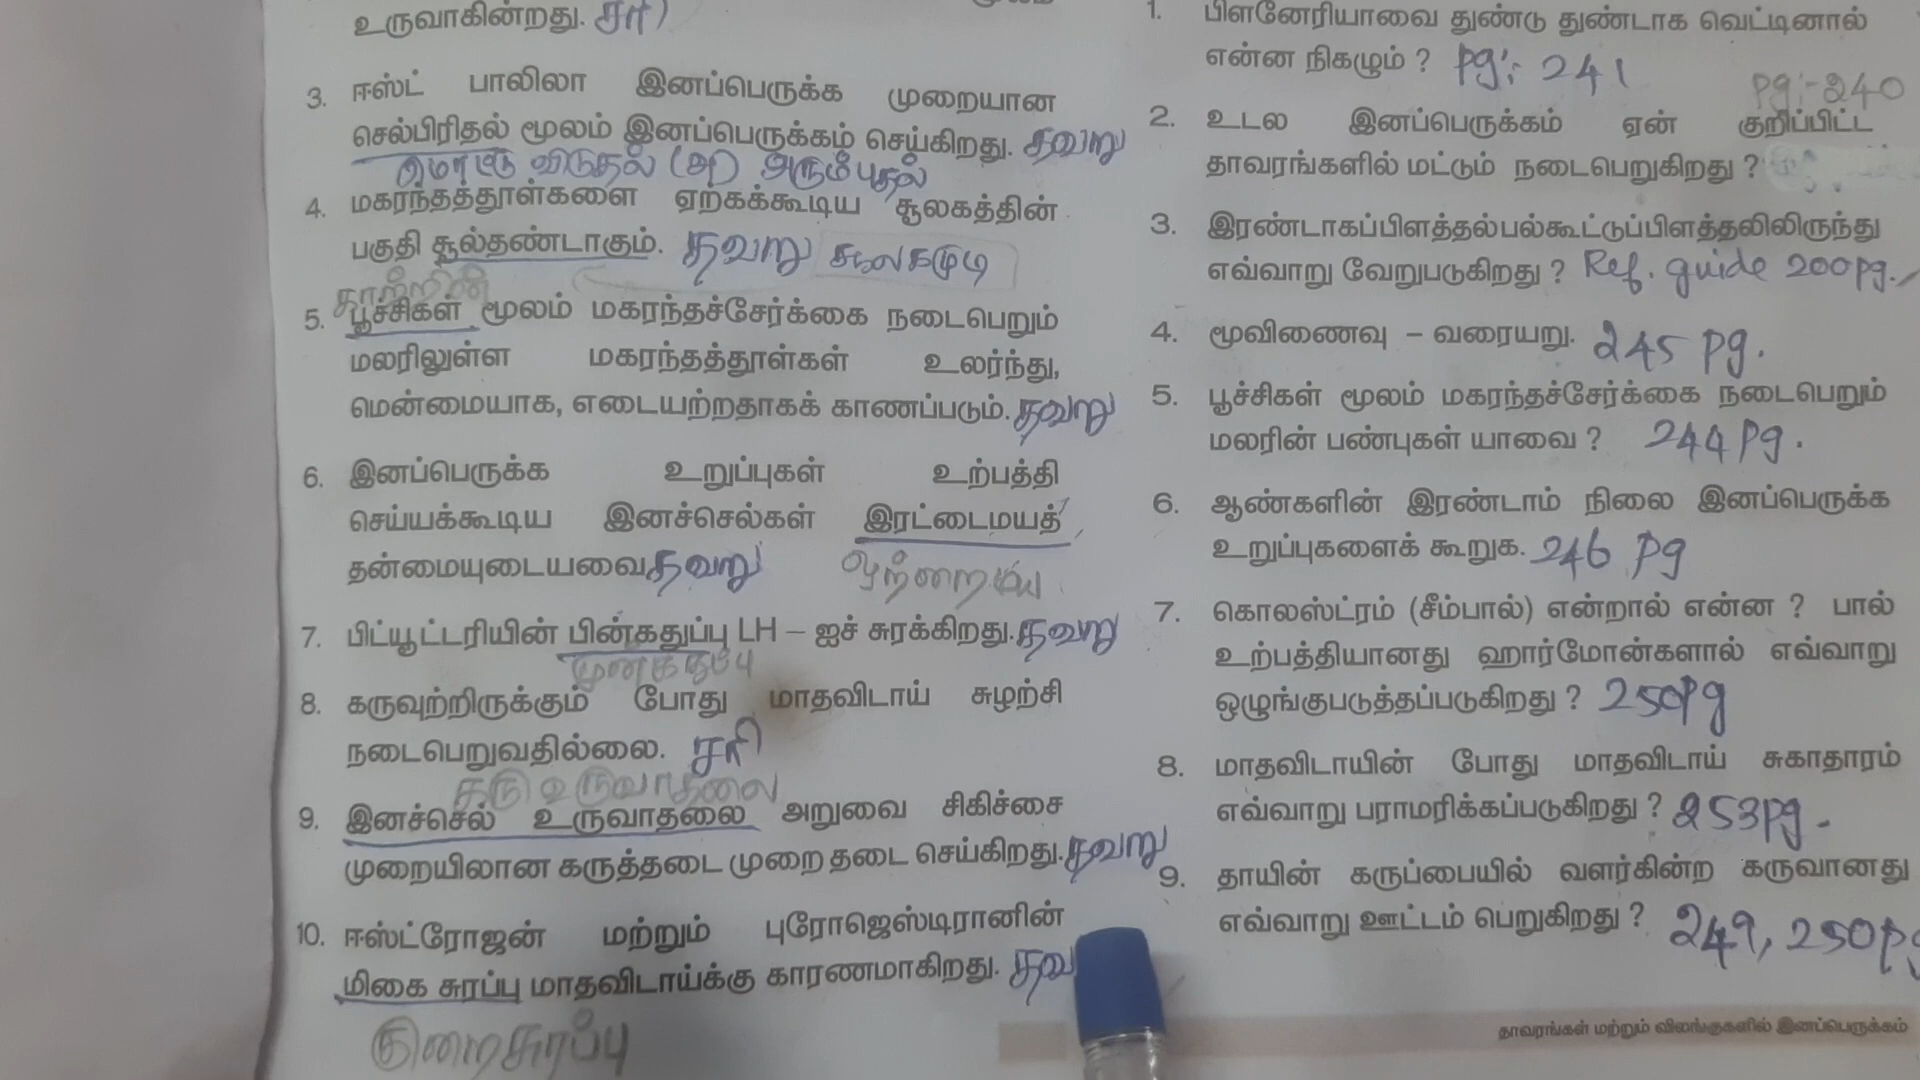 உருவாகின்றது. சரி
3. ஈஸ்ட் பாலிலா இனப்பெருக்க முறையான
செல்பிரிதல் மூலம் இனப்பெருக்கம் செய்கிறது. தவறு
மொட்டு விடுதல் (அ) அரும்புதல்
4. மகரந்தத்தூள்களை ஏற்கக்கூடிய சூலகத்தின்
பகுதி சூல்தண்டாகும். தவறு சூலகமுடி
காற்றின்
5. பூச்சிகள் மூலம் மகரந்தச்சேர்க்கை நடைபெறும்
மலரிலுள்ள மகரந்தத்தூள்கள் உலர்ந்து,
மென்மையாக, எடையற்றதாகக் காணப்படும். தவறு
6. இனப்பெருக்க உறுப்புகள் உற்பத்தி
செய்யக்கூடிய இனச்செல்கள் இரட்டைமயத்
தன்மையுடையவை தவறு ஒற்றைமய
7. பிட்யூட்டரியின் பின்கதுப்பு LH – ஐச் சுரக்கிறது. தவறு
முன்கதுப்பு
8. கருவுற்றிருக்கும் போது மாதவிடாய் சுழற்சி
நடைபெறுவதில்லை. சரி
கரு உருவாதலை
9. இனச்செல் உருவாதலை அறுவை சிகிச்சை
முறையிலான கருத்தடை முறை தடை செய்கிறது. தவறு
10. ஈஸ்ட்ரோஜன் மற்றும் புரோஜெஸ்டிரானின்
மிகை சுரப்பு மாதவிடாய்க்கு காரணமாகிறது. தவ
குறைசுரப்பு
1. பிளனேரியாவை துண்டு துண்டாக வெட்டினால்
என்ன நிகழும் ? pg:- 241
pg:-240
2. உடல இனப்பெருக்கம் ஏன் குறிப்பிட்ட
தாவரங்களில் மட்டும் நடைபெறுகிறது ?
3. இரண்டாகப்பிளத்தல்பல்கூட்டுப்பிளத்தலிலிருந்து
எவ்வாறு வேறுபடுகிறது ? Ref. guide 200pg.
4. மூவிணைவு – வரையறு. 245 pg.
5. பூச்சிகள் மூலம் மகரந்தச்சேர்க்கை நடைபெறும்
மலரின் பண்புகள் யாவை ? 244 pg.
6. ஆண்களின் இரண்டாம் நிலை இனப்பெருக்க
உறுப்புகளைக் கூறுக. 246 pg
7. கொலஸ்ட்ரம் (சீம்பால்) என்றால் என்ன ? பால்
உற்பத்தியானது ஹார்மோன்களால் எவ்வாறு
ஒழுங்குபடுத்தப்படுகிறது ? 250pg
8. மாதவிடாயின் போது மாதவிடாய் சுகாதாரம்
எவ்வாறு பராமரிக்கப்படுகிறது ? 253pg.
9. தாயின் கருப்பையில் வளர்கின்ற கருவானது
எவ்வாறு ஊட்டம் பெறுகிறது ? 249, 250pg
தாவரங்கள் மற்றும் விலங்குகளில் இனப்பெருக்கம்